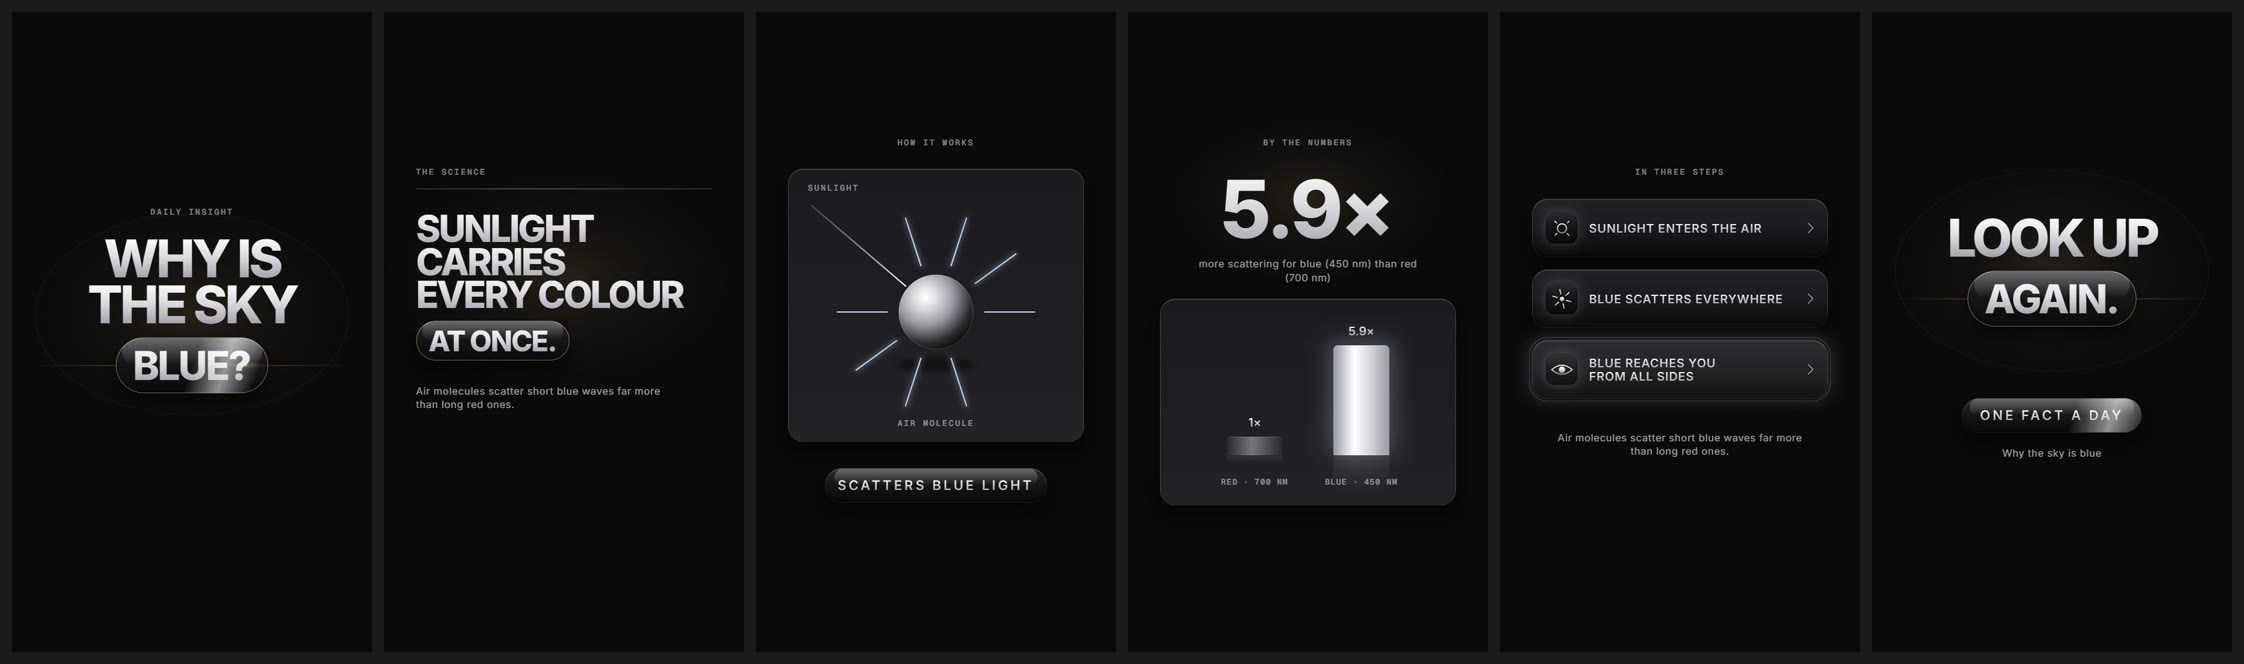 DAILY INSIGHT
WHY IS
THE SKY
BLUE?
THE SCIENCE
SUNLIGHT
CARRIES
EVERY COLOUR
AT ONCE.
Air molecules scatter short blue waves far more
than long red ones.
HOW IT WORKS
SUNLIGHT
AIR MOLECULE
SCATTERS BLUE LIGHT
BY THE NUMBERS
5.9×
more scattering for blue (450 nm) than red
(700 nm)
5.9×
1×
RED · 700 NM
BLUE · 450 NM
IN THREE STEPS
SUNLIGHT ENTERS THE AIR
BLUE SCATTERS EVERYWHERE
BLUE REACHES YOU
FROM ALL SIDES
Air molecules scatter short blue waves far more
than long red ones.
LOOK UP
AGAIN.
ONE FACT A DAY
Why the sky is blue